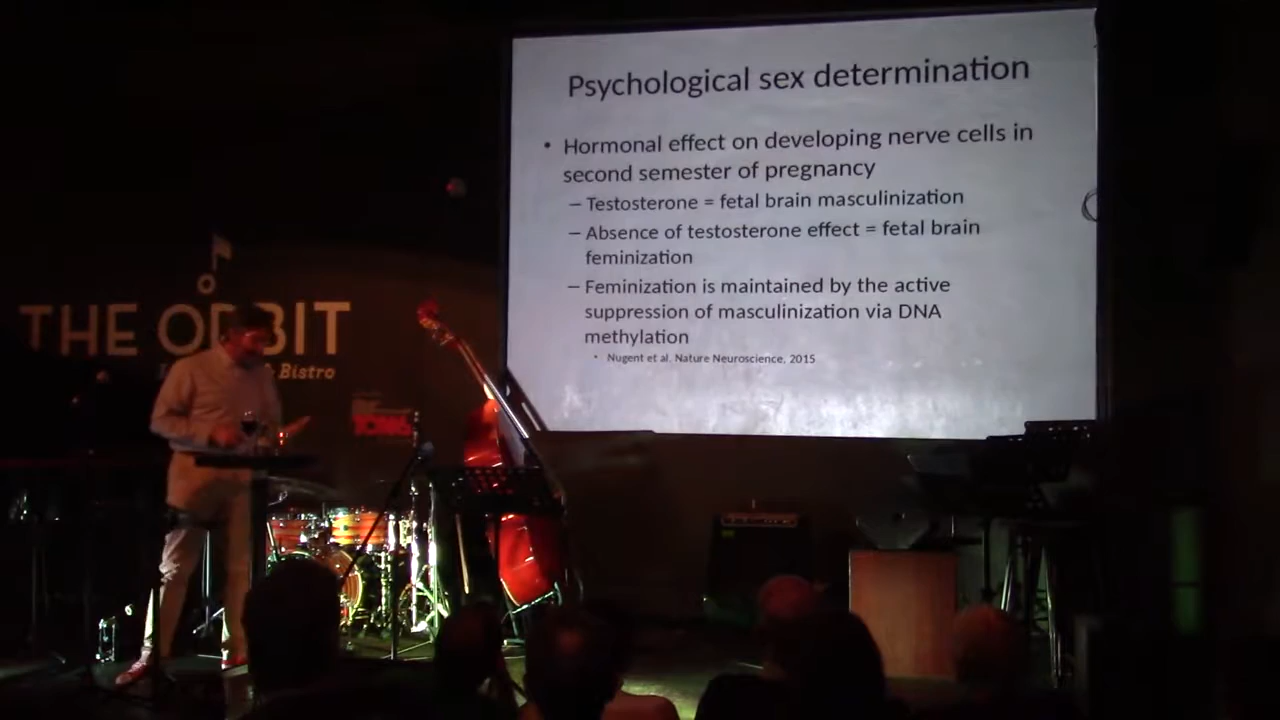 Psychological sex determination
• Hormonal effect on developing nerve cells in
second semester of pregnancy
– Testosterone = fetal brain masculinization
– Absence of testosterone effect = fetal brain
feminization
– Feminization is maintained by the active
suppression of masculinization via DNA
methylation
• Nugent et al. Nature Neuroscience, 2015
THE ORBIT
& Bistro